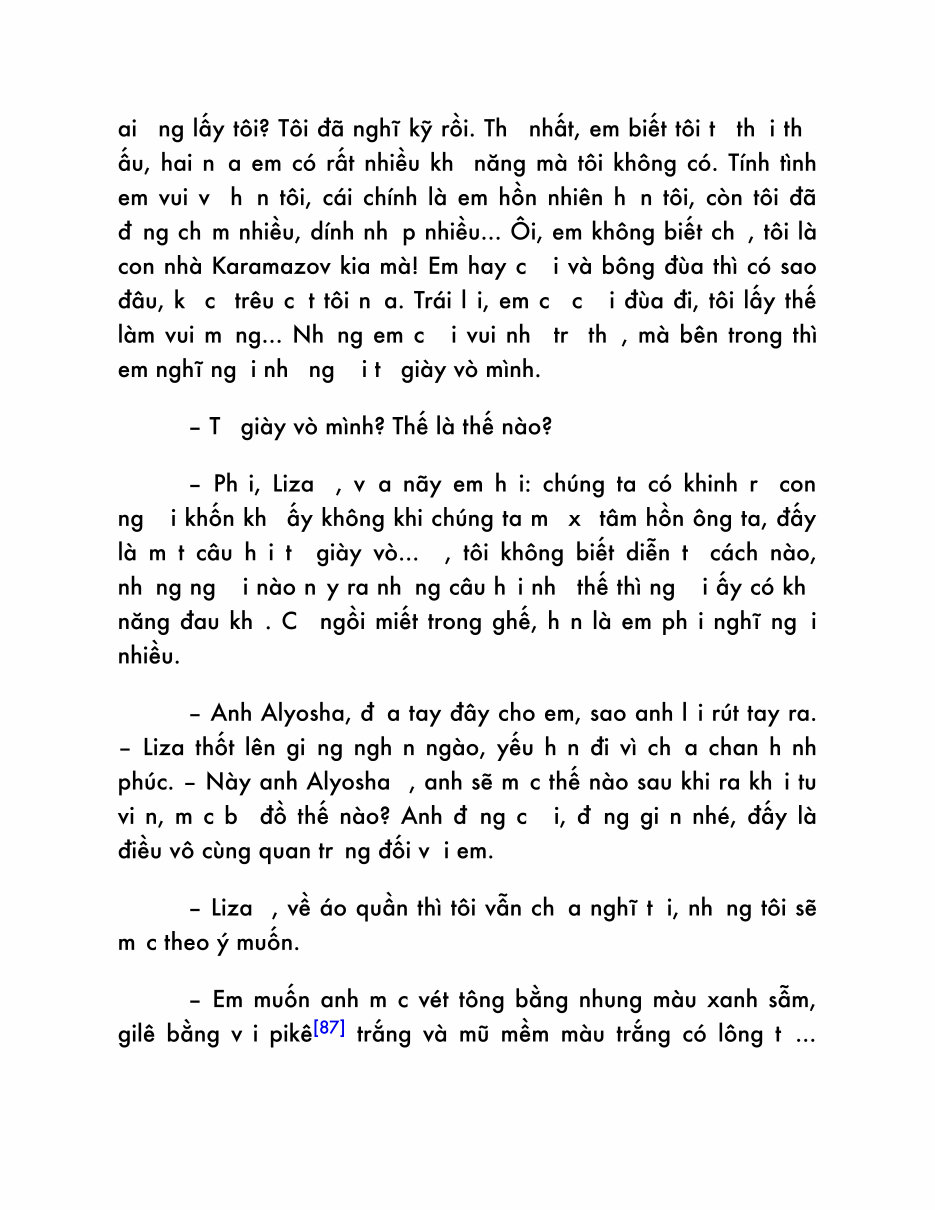 ai ng lấy tôi? Tôi đã nghĩ kỹ rồi. Th nhất, em biết tôi t th i th
ấu, hai n a em có rất nhiều kh năng mà tôi không có. Tính tình
em vui v h n tôi, cái chính là em hồn nhiên h n tôi, còn tôi đã
đ ng ch m nhiều, dính nh p nhiều... Ôi, em không biết ch , tôi là
con nhà Karamazov kia mà! Em hay c i và bông đùa thì có sao
đâu, k c trêu c t tôi n a. Trái l i, em c c i đùa đi, tôi lấy thế
làm vui m ng... Nh ng em c i vui nh tr th , mà bên trong thì
em nghĩ ng i nh ng i t giày vò mình.
– T giày vò mình? Thế là thế nào?
– Ph i, Liza , v a nãy em h i: chúng ta có khinh r con
ng i khốn kh ấy không khi chúng ta m x tâm hồn ông ta, đấy
là m t câu h i t giày vò... , tôi không biết diễn t cách nào,
nh ng ng i nào n y ra nh ng câu h i nh thế thì ng i ấy có kh
năng đau kh . C ngồi miết trong ghế, h n là em ph i nghĩ ng i
nhiều.
– Anh Alyosha, đ a tay đây cho em, sao anh l i rút tay ra.
– Liza thốt lên gi ng ngh n ngào, yếu h n đi vì ch a chan h nh
phúc. – Này anh Alyosha , anh sẽ m c thế nào sau khi ra kh i tu
vi n, m c b đồ thế nào? Anh đ ng c i, đ ng gi n nhé, đấy là
điều vô cùng quan tr ng đối v i em.
– Liza , về áo quần thì tôi vẫn ch a nghĩ t i, nh ng tôi sẽ
m c theo ý muốn.
– Em muốn anh m c vét tông bằng nhung màu xanh sẫm,
gilê bằng v i pikê[87] trắng và mũ mềm màu trắng có lông t ...